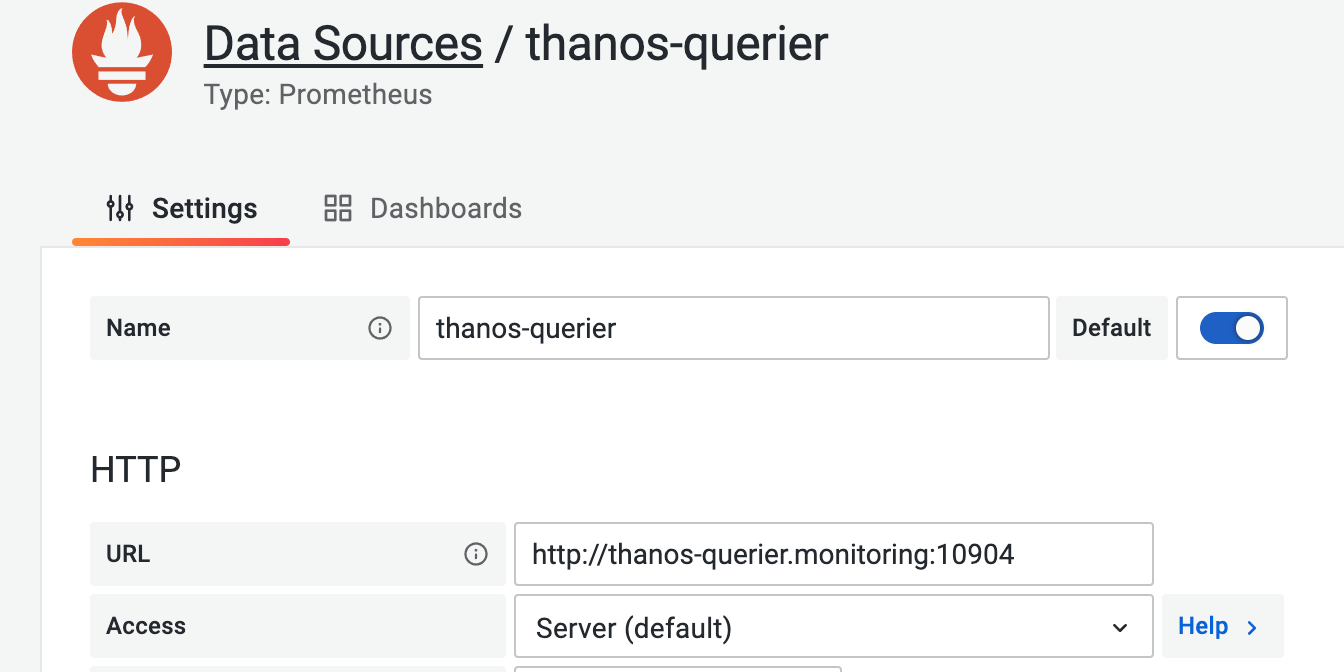 Data Sources / thanos-querier
Type: Prometheus
Settings Dashboards
Name thanos-querier Default
HTTP
URL http://thanos-querier.monitoring:10904
Access Server (default) Help